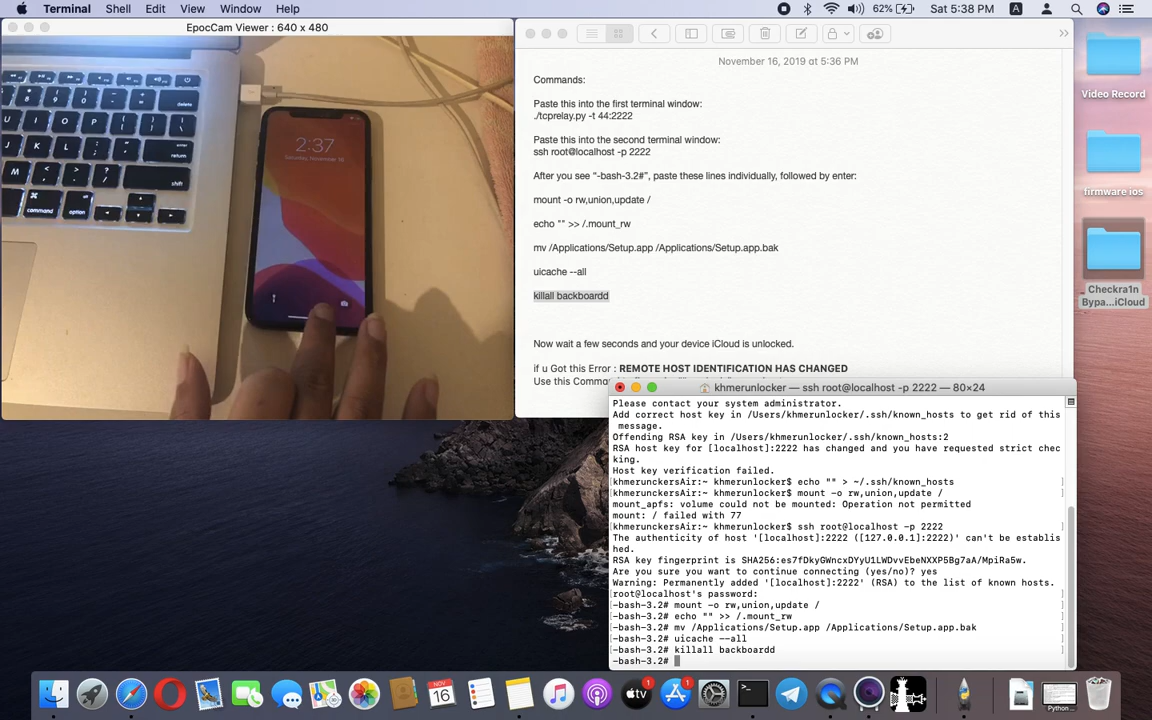 Terminal Shell Edit View Window Help 62% Sat 5:38 PM A
EpocCam Viewer : 640 x 480
2:37
Saturday, November 16
delete
return
shift
command
option
November 16, 2019 at 5:36 PM
Commands:
Paste this into the first terminal window:
./tcprelay.py -t 44:2222
Paste this into the second terminal window:
ssh root@localhost -p 2222
After you see "-bash-3.2#", paste these lines individually, followed by enter:
mount -o rw,union,update /
echo "" >> /.mount_rw
mv /Applications/Setup.app /Applications/Setup.app.bak
uicache --all
killall backboardd
Now wait a few seconds and your device iCloud is unlocked.
if u Got this Error : REMOTE HOST IDENTIFICATION HAS CHANGED
Use this Comma
khmerunlocker — ssh root@localhost -p 2222 — 80×24
Please contact your system administrator.
Add correct host key in /Users/khmerunlocker/.ssh/known_hosts to get rid of this
message.
Offending RSA key in /Users/khmerunlocker/.ssh/known_hosts:2
RSA host key for [localhost]:2222 has changed and you have requested strict chec
king.
Host key verification failed.
[khmerunckersAir:~ khmerunlocker$ echo "" > ~/.ssh/known_hosts ]
[khmerunckersAir:~ khmerunlocker$ mount -o rw,union,update / ]
mount_apfs: volume could not be mounted: Operation not permitted
mount: / failed with 77
[khmerunckersAir:~ khmerunlocker$ ssh root@localhost -p 2222 ]
The authenticity of host '[localhost]:2222 ([127.0.0.1]:2222)' can't be establis
hed.
RSA key fingerprint is SHA256:es7fDkyGWncxDYyU1LWDvvEbeNXXP5Bg7aA/MpiRa5w.
Are you sure you want to continue connecting (yes/no)? yes
Warning: Permanently added '[localhost]:2222' (RSA) to the list of known hosts.
[root@localhost's password: ]
[-bash-3.2# mount -o rw,union,update / ]
[-bash-3.2# echo "" >> /.mount_rw ]
[-bash-3.2# mv /Applications/Setup.app /Applications/Setup.app.bak ]
[-bash-3.2# uicache --all ]
[-bash-3.2# killall backboardd ]
-bash-3.2#
Video Record
firmware ios
Checkra1n
Bypa...iCloud
NOV
16
tv
1
1
Python